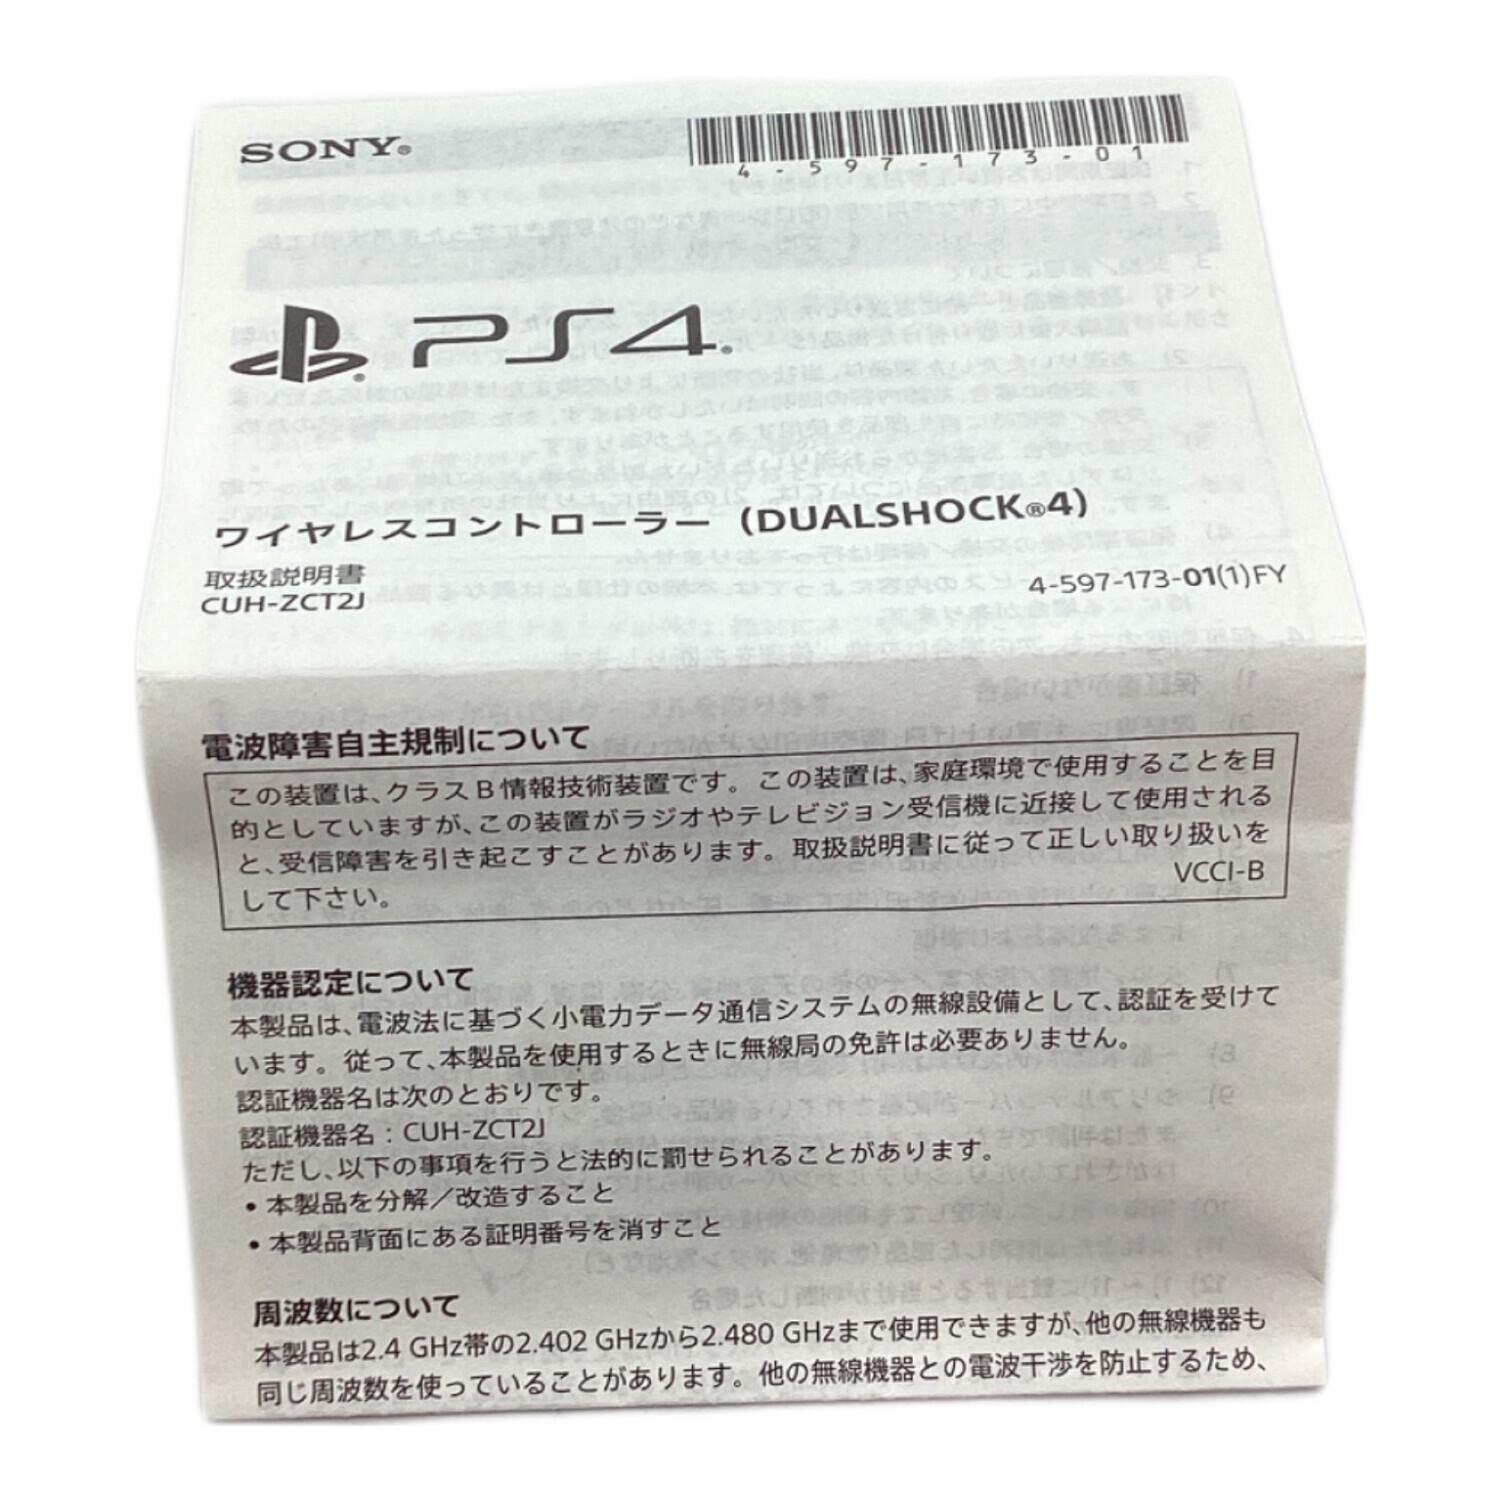 SONY®
4-597-173-01
PS4®
ワイヤレスコントローラー（DUALSHOCK®4）
取扱説明書
CUH-ZCT2J
4-597-173-01(1)FY
電波障害自主規制について
この装置は、クラスB情報技術装置です。この装置は、家庭環境で使用することを目
的としていますが、この装置がラジオやテレビジョン受信機に近接して使用される
と、受信障害を引き起こすことがあります。取扱説明書に従って正しい取り扱いを
して下さい。
VCCI-B
機器認定について
本製品は、電波法に基づく小電力データ通信システムの無線設備として、認証を受けて
います。従って、本製品を使用するときに無線局の免許は必要ありません。
認証機器名は次のとおりです。
認証機器名：CUH-ZCT2J
ただし、以下の事項を行うと法的に罰せられることがあります。
• 本製品を分解／改造すること
• 本製品背面にある証明番号を消すこと
周波数について
本製品は2.4 GHz帯の2.402 GHzから2.480 GHzまで使用できますが、他の無線機器も
同じ周波数を使っていることがあります。他の無線機器との電波干渉を防止するため、